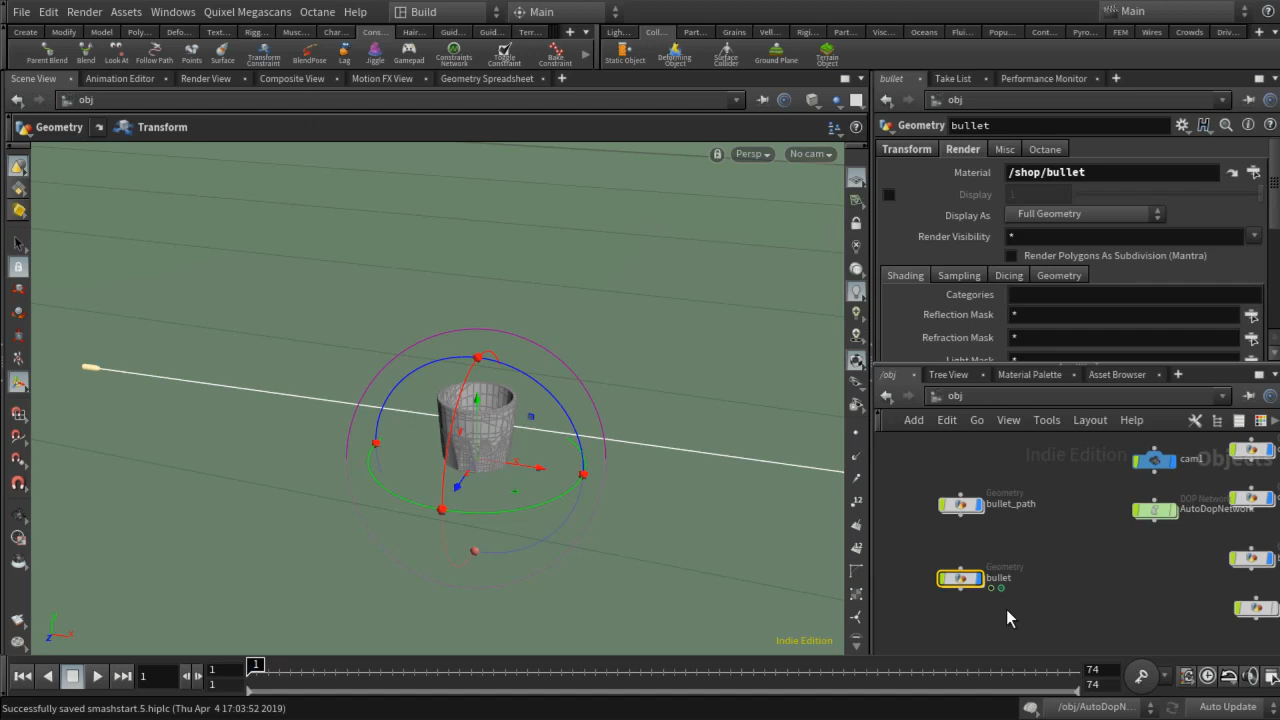 File Edit Render Assets Windows Quixel Megascans Octane Help Build Main Main
Create Modify Model Poly... Defo... Text... Rigg... Musc... Char... Cons... Hair... Guid... Guid... Terr... Ligh... Coll... Part... Grains Vell... Rigi... Part... Visc... Oceans Flui... Popu... Cont... Pyro... FEM Wires Crowds Driv...
Parent Blend Blend Look At Follow Path Points Surface Transform Constraint BlendPose Lag Jiggle Gamepad Constraints Network Toggle Constraint Bake Constraint Static Object Deforming Object Surface Collider Ground Plane Terrain Object
Scene View Animation Editor Render View Composite View Motion FX View Geometry Spreadsheet bullet Take List Performance Monitor
obj obj
Geometry Transform Geometry bullet
Transform Render Misc Octane
Persp No cam
Material /shop/bullet
Display 1
Display As Full Geometry
Render Visibility *
Render Polygons As Subdivision (Mantra)
Shading Sampling Dicing Geometry
Categories
Reflection Mask *
Refraction Mask *
Light Mask *
/obj Tree View Material Palette Asset Browser
obj
Add Edit Go View Tools Layout Help
Indie Edition Objects
cam1
Geometry
bullet_path
DOP Network
AutoDopNetwork
Geometry
bullet
Indie Edition
1 1 1 1 74 74
Successfully saved smashstart.5.hiplc (Thu Apr 4 17:03:52 2019) /obj/AutoDopN... Auto Update